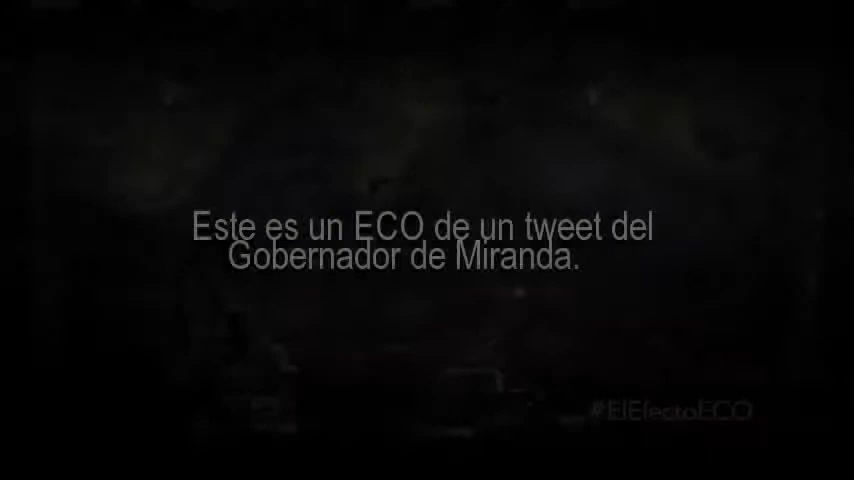 Este es un ECO de un tweet del
Gobernador de Miranda.
#ElEfectoECO